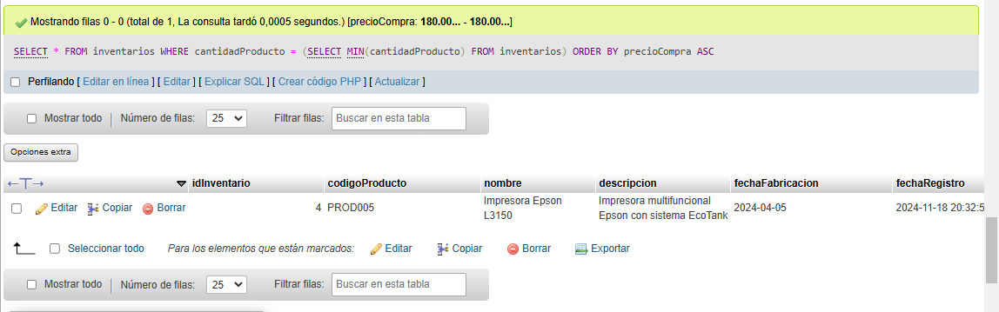 Mostrando filas 0 - 0 (total de 1, La consulta tardó 0,0005 segundos.) [precioCompra: 180.00... - 180.00...]
SELECT * FROM inventarios WHERE cantidadProducto = (SELECT MIN(cantidadProducto) FROM inventarios) ORDER BY precioCompra ASC
Perfilando [ Editar en línea ] [ Editar ] [ Explicar SQL ] [ Crear código PHP ] [ Actualizar ]
Mostrar todo Número de filas: 25 Filtrar filas: Buscar en esta tabla
Opciones extra
←T→ idInventario codigoProducto nombre descripcion fechaFabricacion fechaRegistro
Editar Copiar Borrar 4 PROD005 Impresora Epson Impresora multifuncional 2024-04-05 2024-11-18 20:32:5
L3150 Epson con sistema EcoTank
Seleccionar todo Para los elementos que están marcados: Editar Copiar Borrar Exportar
Mostrar todo Número de filas: 25 Filtrar filas: Buscar en esta tabla